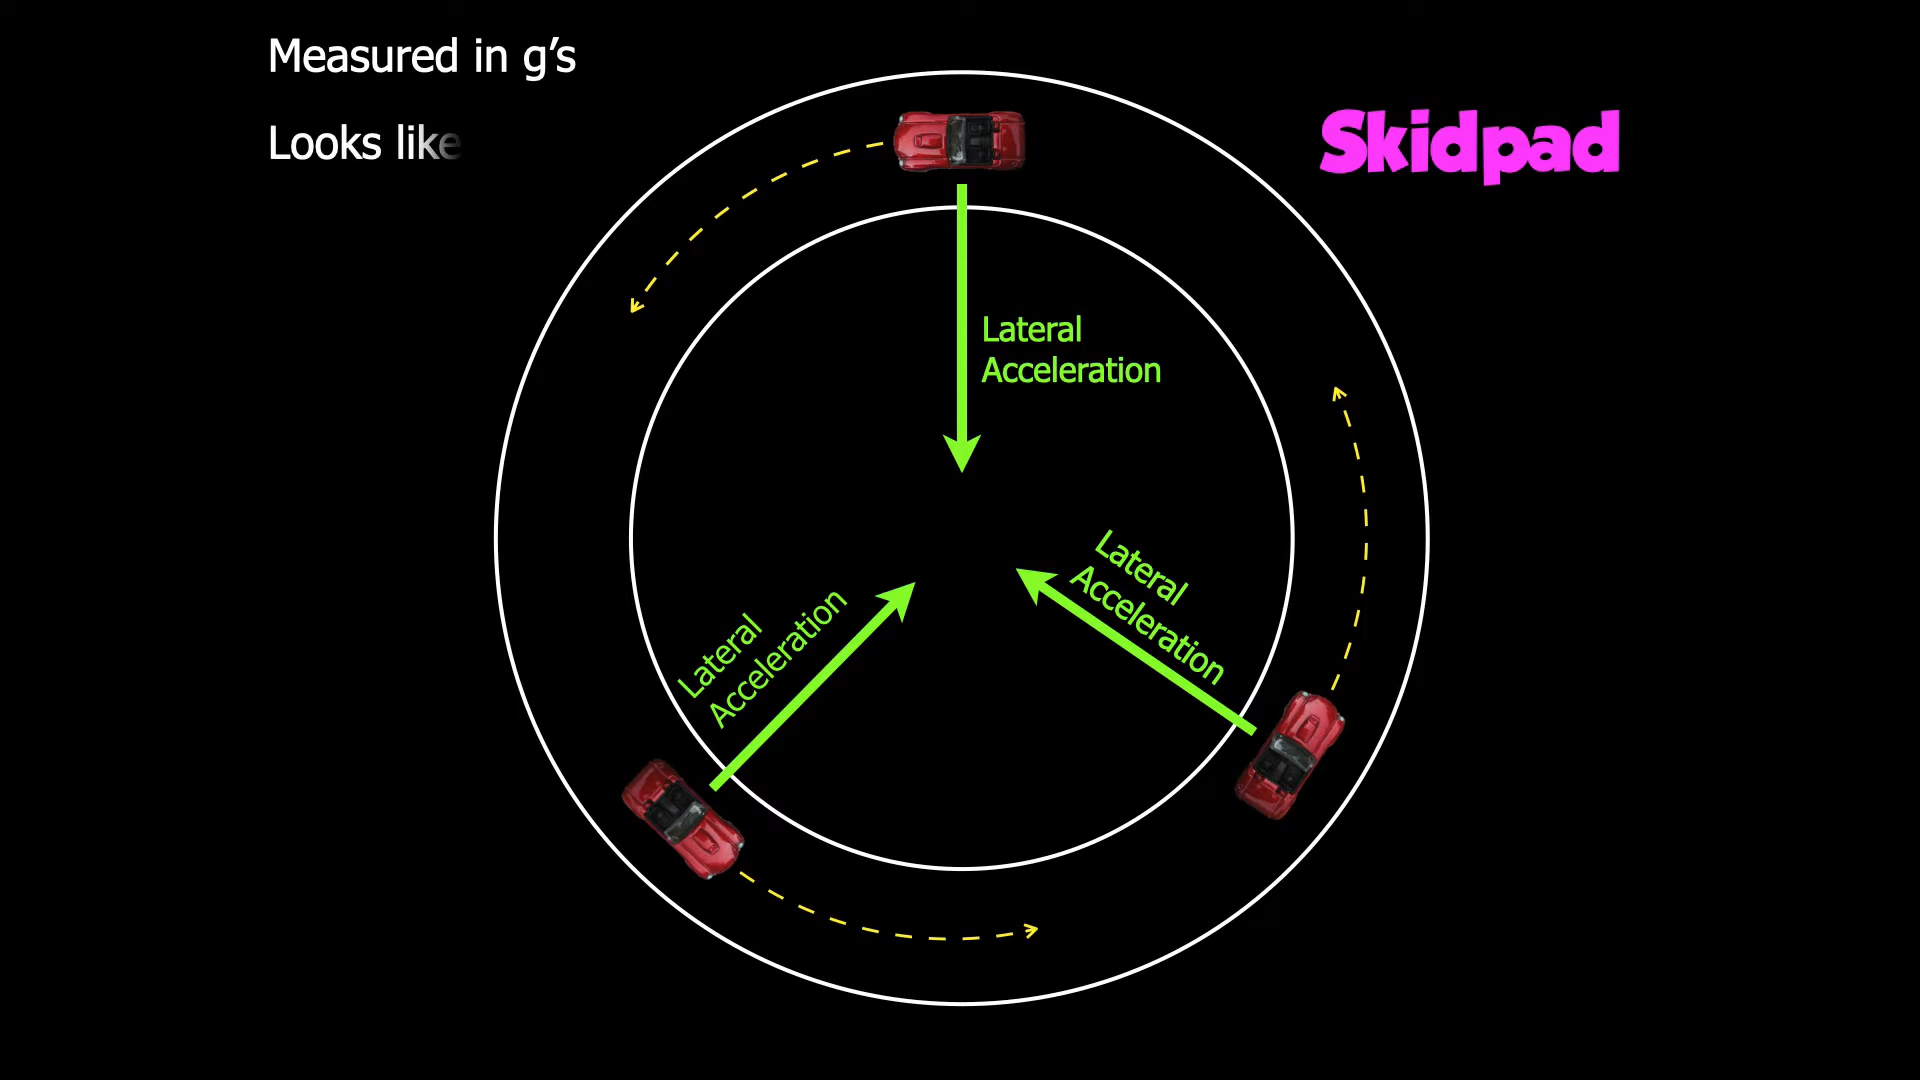 Measured in g’s
Looks like
Skidpad
Lateral
Acceleration
Lateral
Acceleration
Lateral
Acceleration